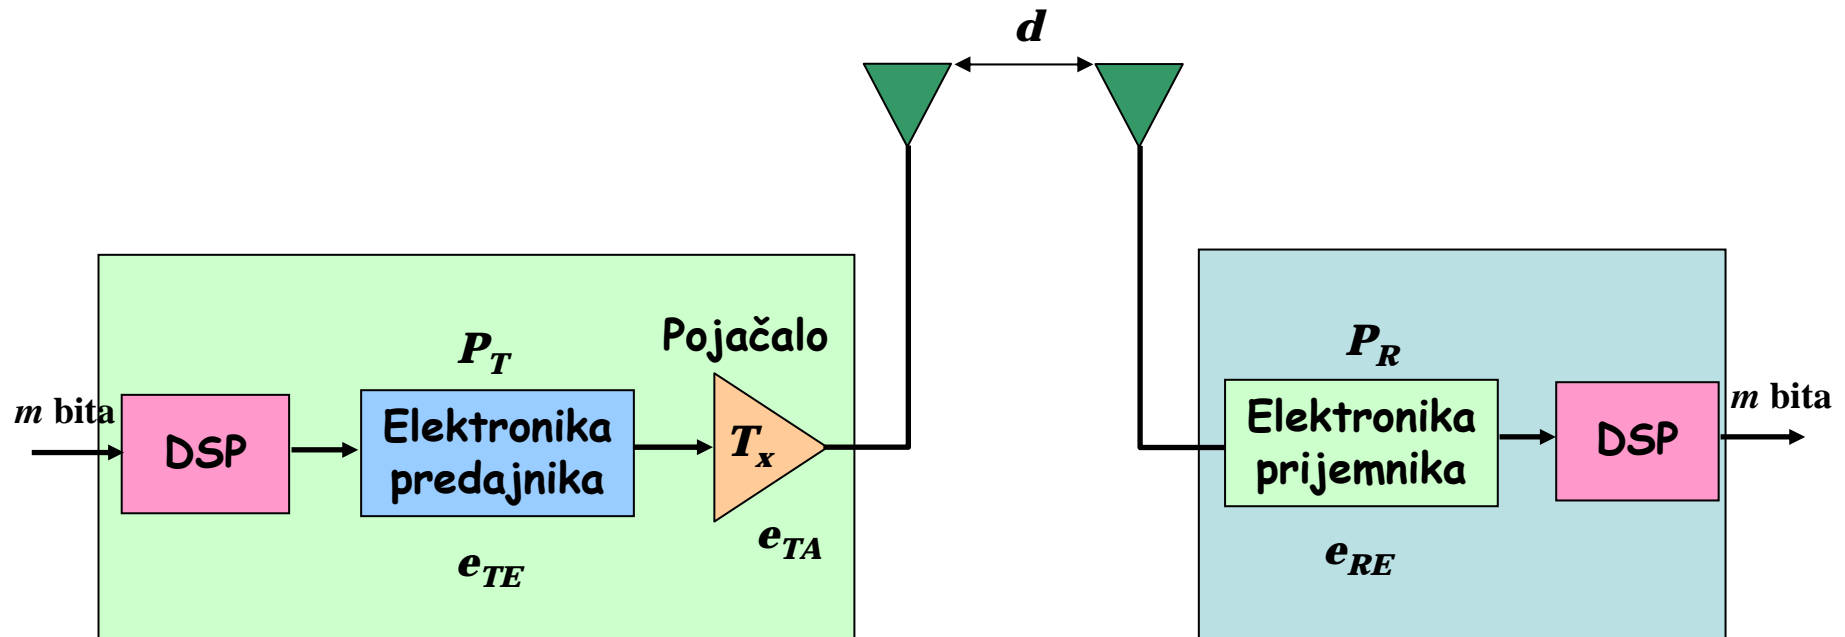 d
Pojačalo
P_T
P_R
m bita
DSP
Elektronika
predajnika
T_x
Elektronika
prijemnika
DSP
m bita
e_TA
e_TE
e_RE